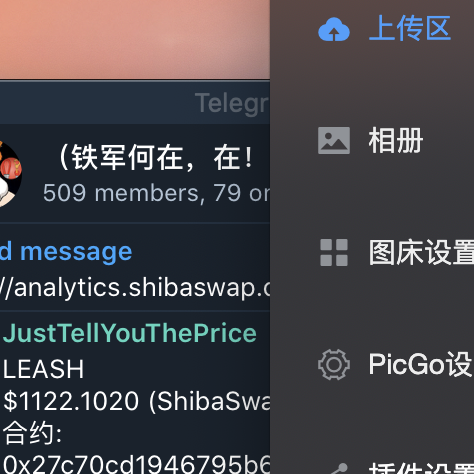 Telegr
（铁军何在，在！
509 members, 79 on
d message
//analytics.shibaswap.c
JustTellYouThePrice
LEASH
$1122.1020 (ShibaSwa
合约:
0x27c70cd1946795b6
上传区
相册
图床设置
PicGo设
插件设置